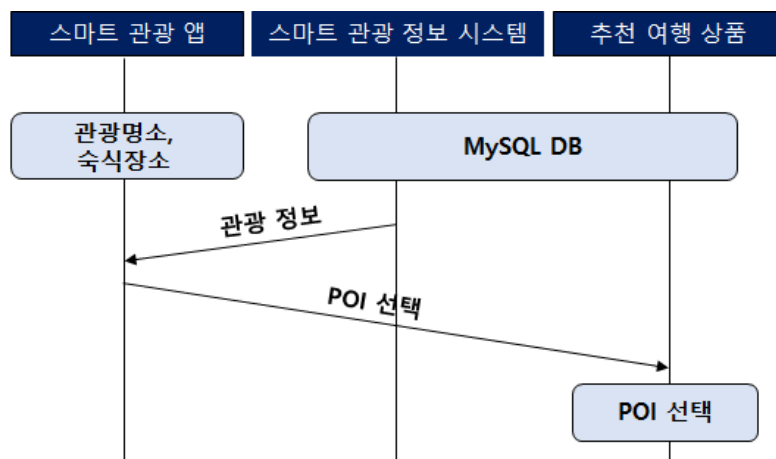 스마트 관광 앱
스마트 관광 정보 시스템
추천 여행 상품
관광명소,
숙식장소
MySQL DB
관광 정보
POI 선택
POI 선택